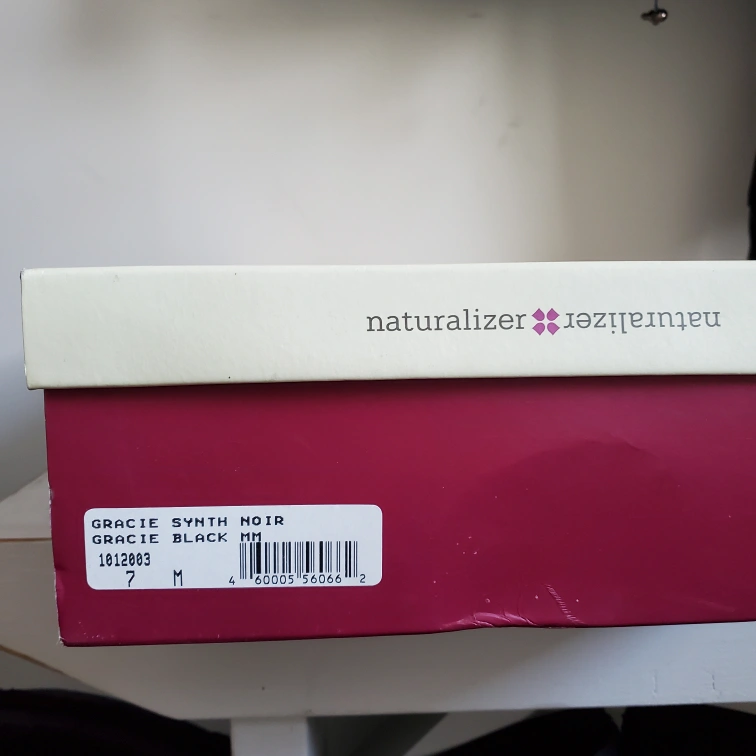 naturalizer naturalizer
GRACIE SYNTH NOIR
GRACIE BLACK MM
1012003
7 M 4 60005 56066 2